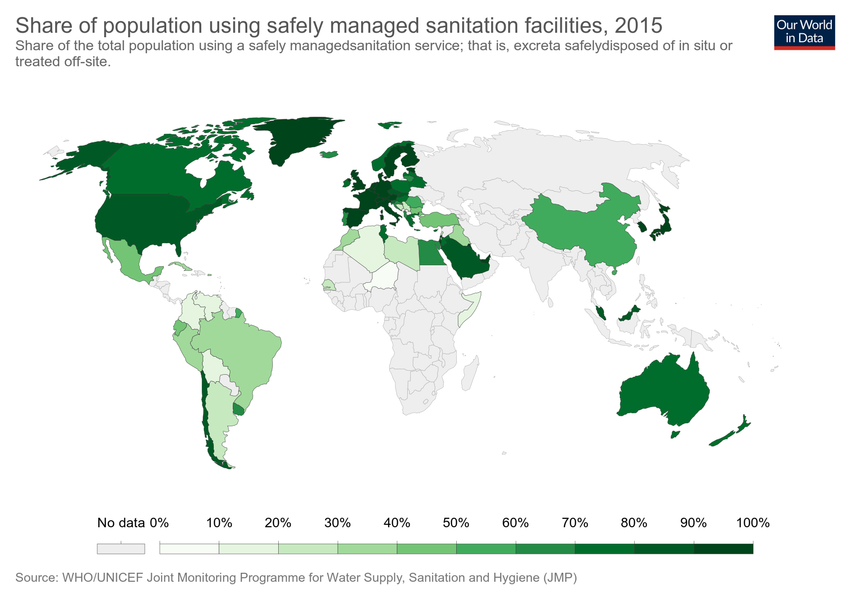 Share of population using safely managed sanitation facilities, 2015
Share of the total population using a safely managedsanitation service; that is, excreta safelydisposed of in situ or
treated off-site.
Our World
in Data
No data 0% 10% 20% 30% 40% 50% 60% 70% 80% 90% 100%
Source: WHO/UNICEF Joint Monitoring Programme for Water Supply, Sanitation and Hygiene (JMP)